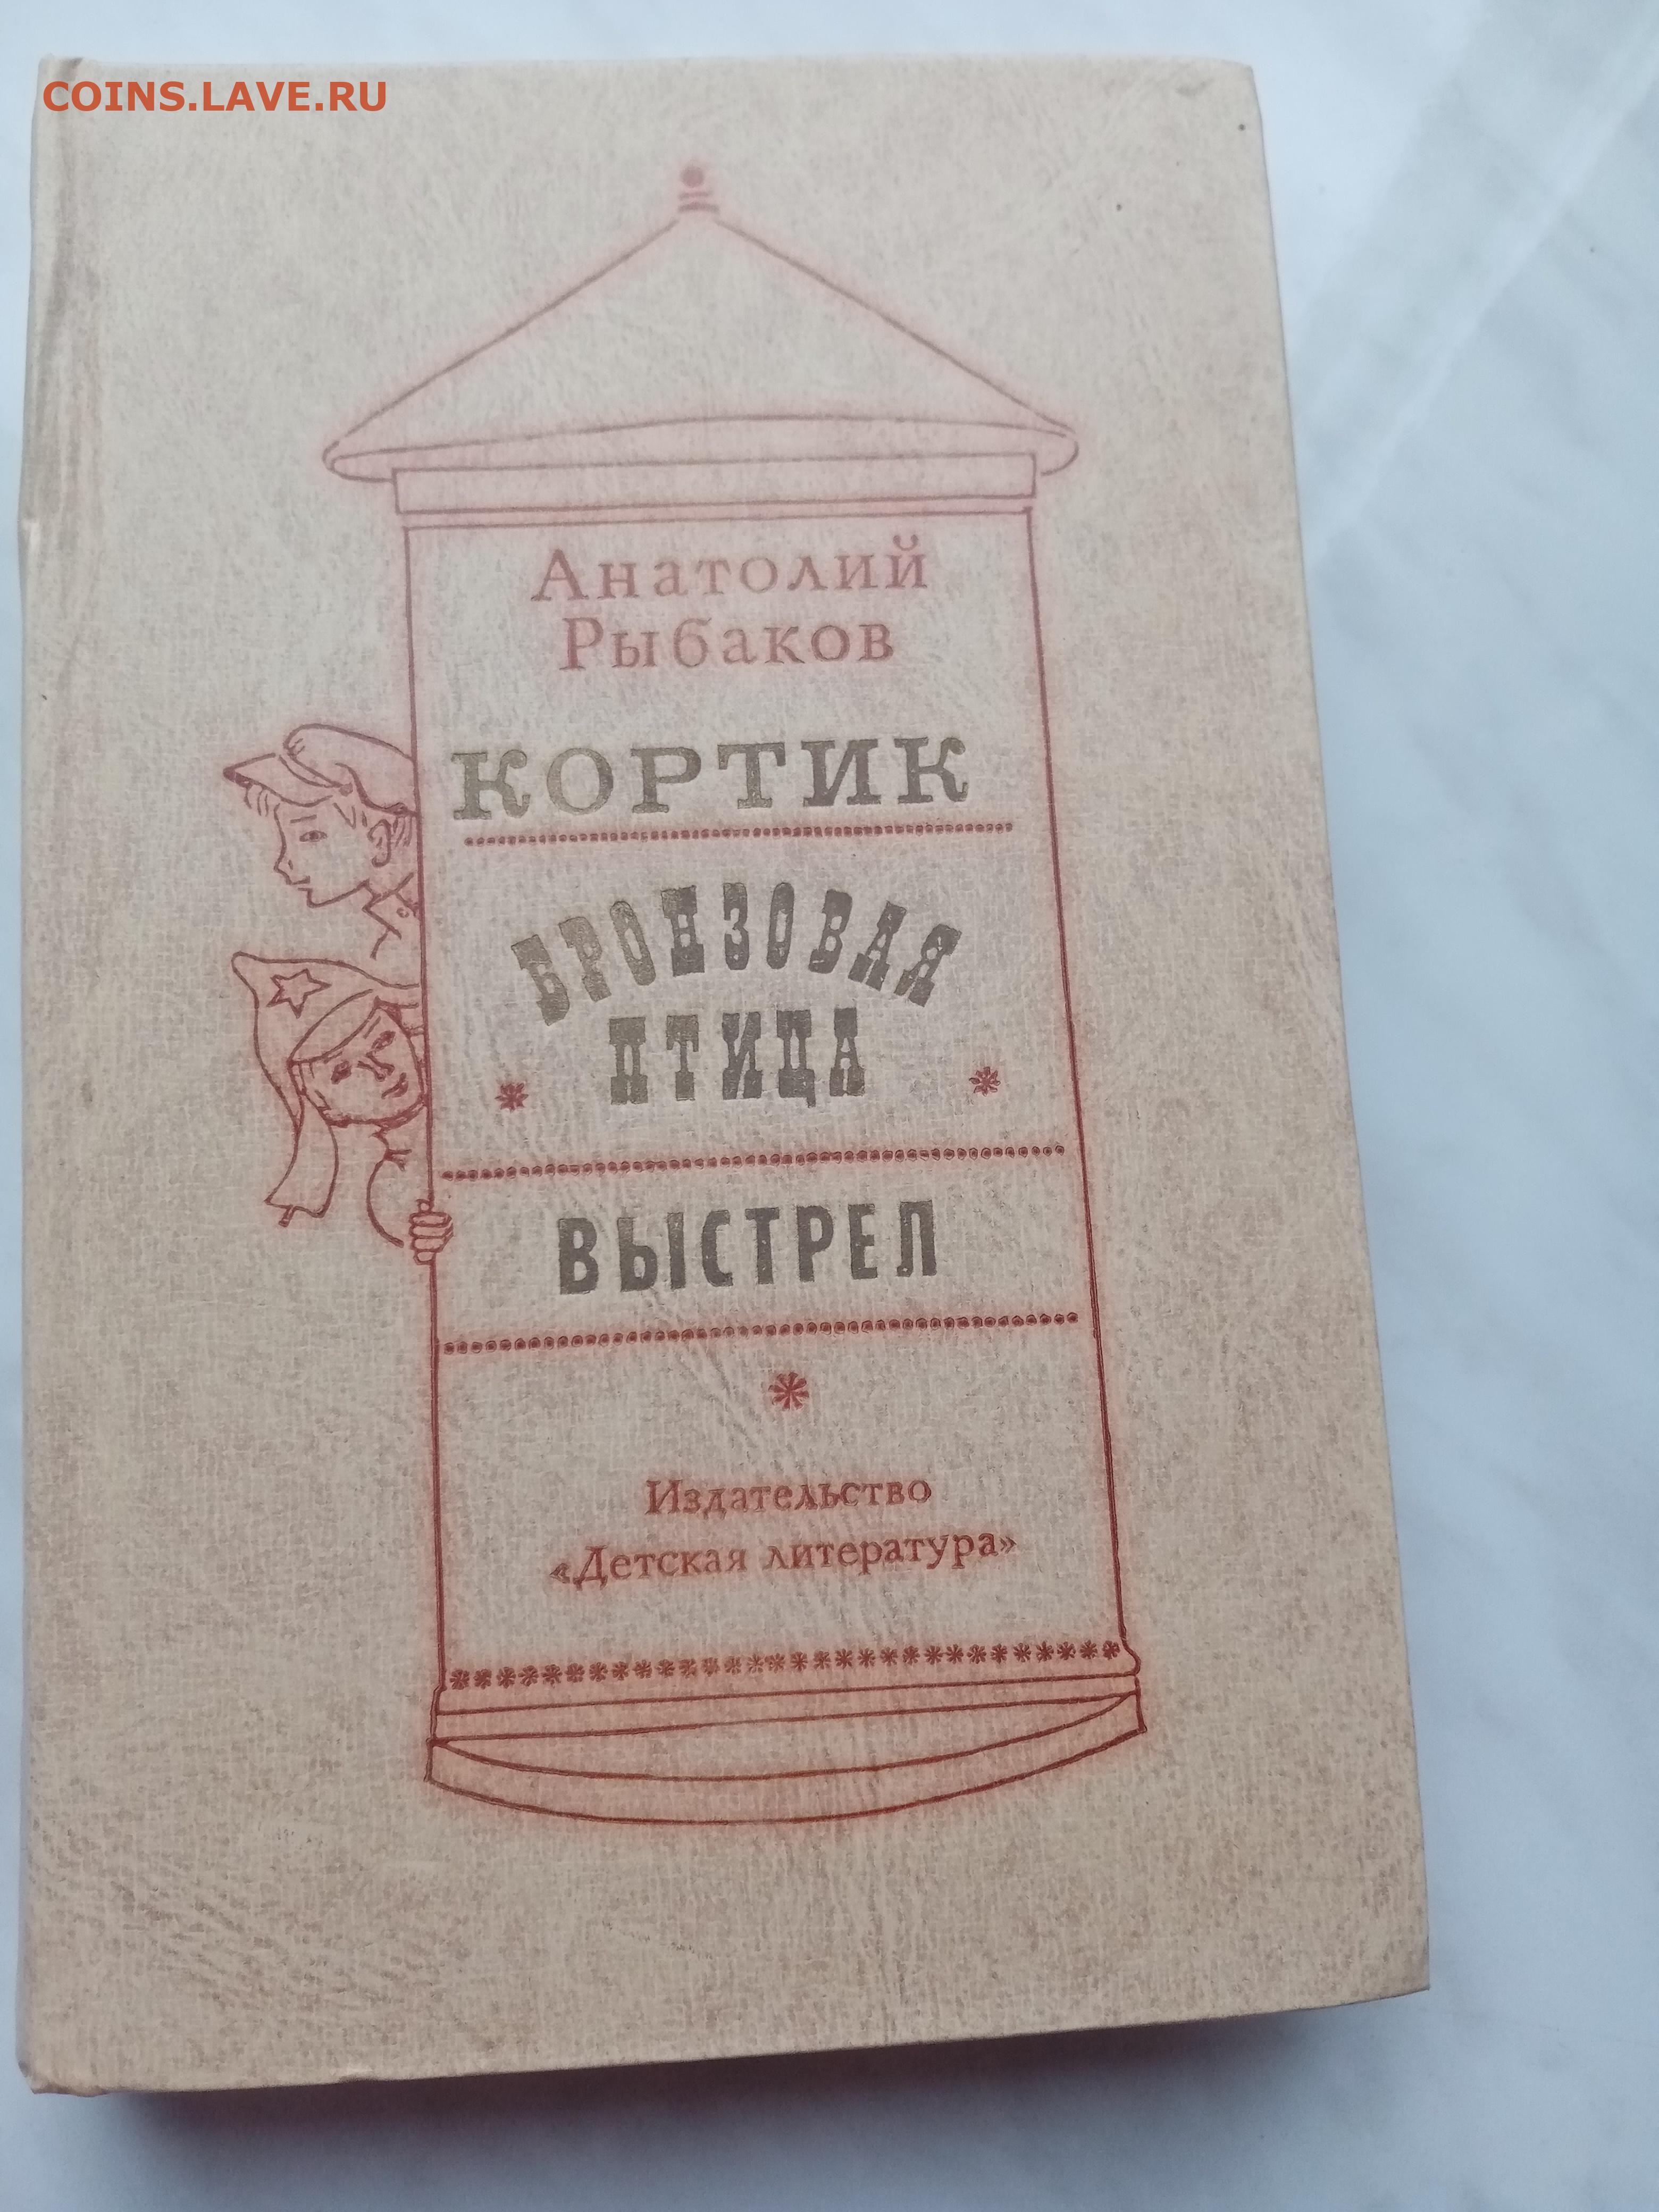 COINS.LAVE.RU
Анатолий
Рыбаков
КОРТИК
БРОНЗОВАЯ
ПТИЦА
ВЫСТРЕЛ
Издательство
«Детская литература»